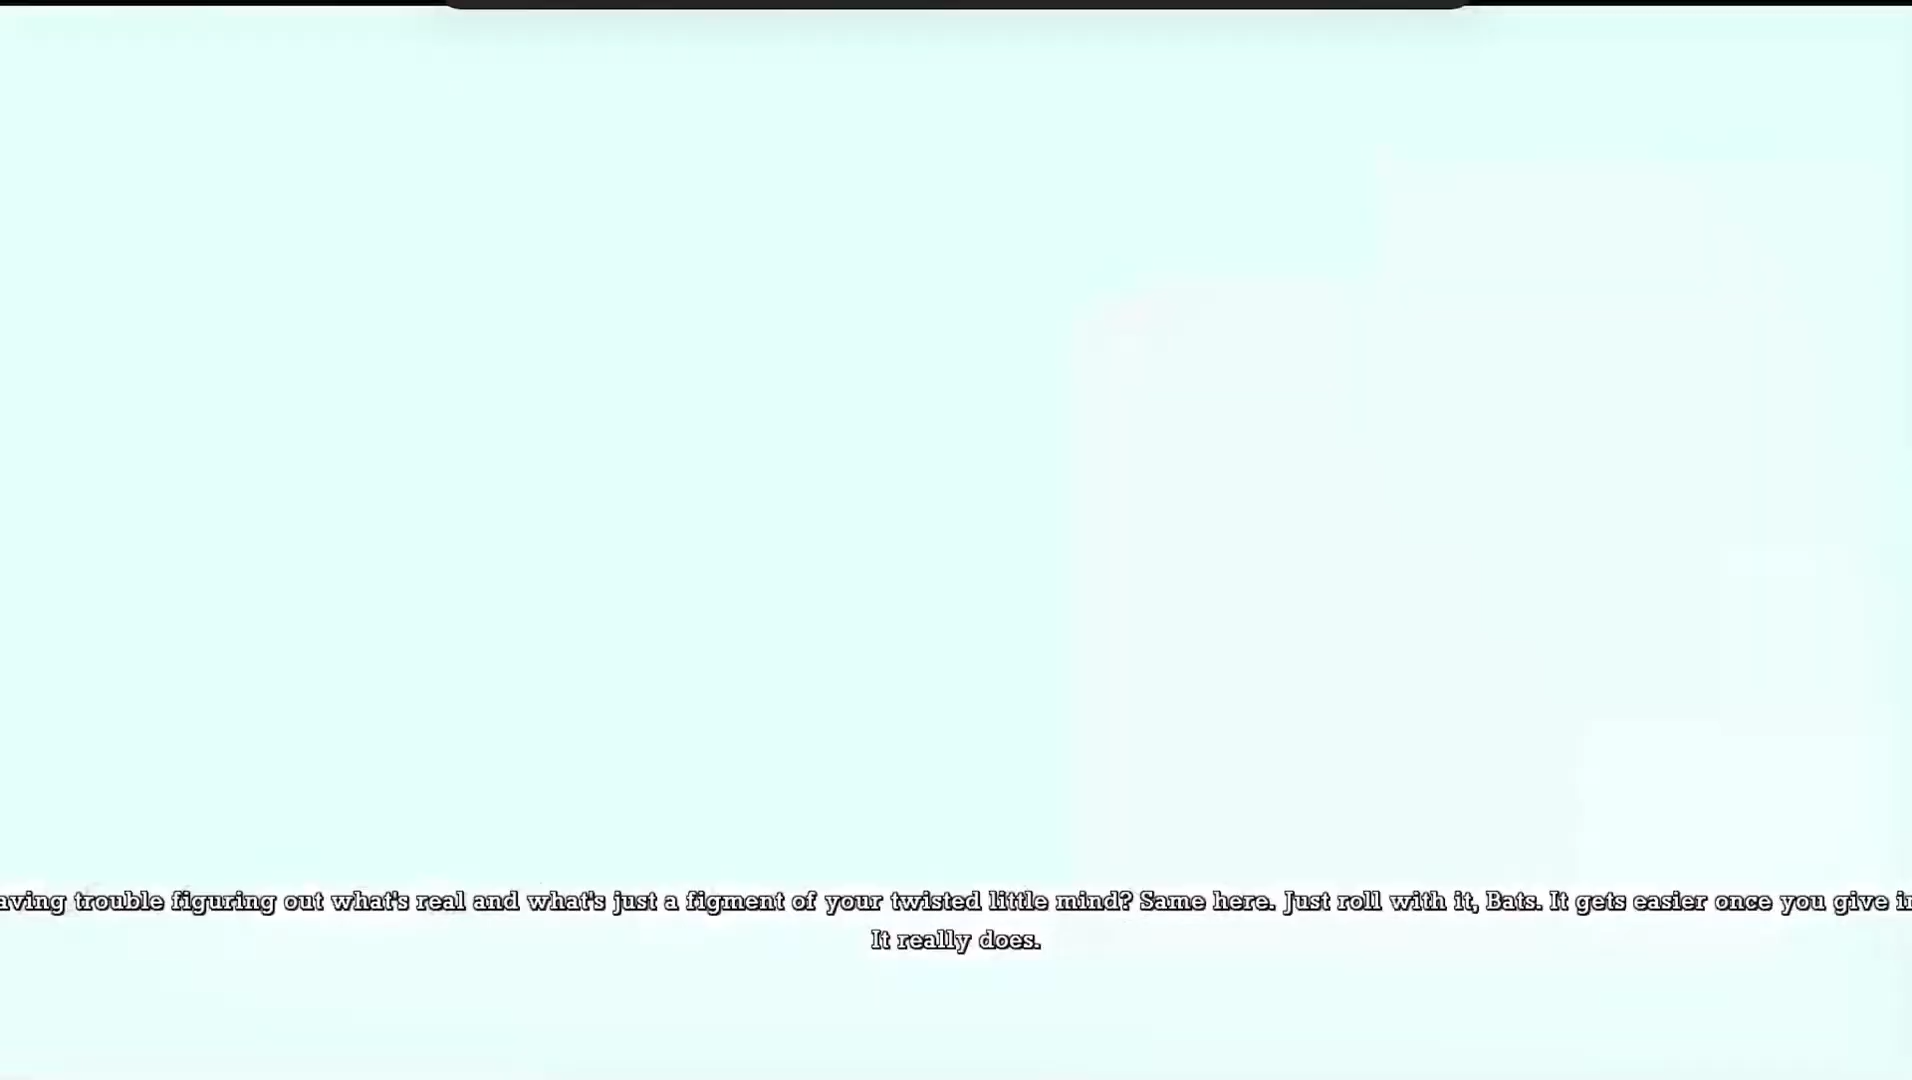 aving trouble figuring out what's real and what's just a figment of your twisted little mind? Same here. Just roll with it, Bats. It gets easier once you give in
It really does.